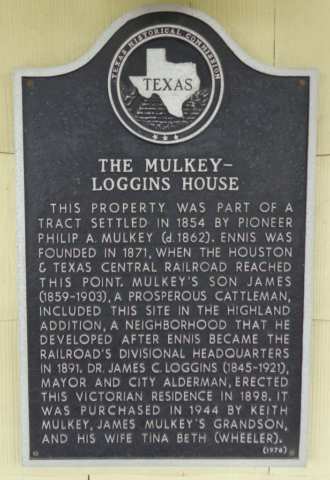 TEXAS HISTORICAL COMMISSION
TEXAS
THE MULKEY-
LOGGINS HOUSE
THIS PROPERTY WAS PART OF A
TRACT SETTLED IN 1854 BY PIONEER
PHILIP A. MULKEY (d. 1862). ENNIS WAS
FOUNDED IN 1871, WHEN THE HOUSTON
& TEXAS CENTRAL RAILROAD REACHED
THIS POINT. MULKEY'S SON JAMES
(1859-1903), A PROSPEROUS CATTLEMAN,
INCLUDED THIS SITE IN THE HIGHLAND
ADDITION, A NEIGHBORHOOD THAT HE
DEVELOPED AFTER ENNIS BECAME THE
RAILROAD'S DIVISIONAL HEADQUARTERS
IN 1891. DR. JAMES C. LOGGINS (1845-1921),
MAYOR AND CITY ALDERMAN, ERECTED
THIS VICTORIAN RESIDENCE IN 1898. IT
WAS PURCHASED IN 1944 BY KEITH
MULKEY, JAMES MULKEY'S GRANDSON,
AND HIS WIFE TINA BETH (WHEELER).
(1978)